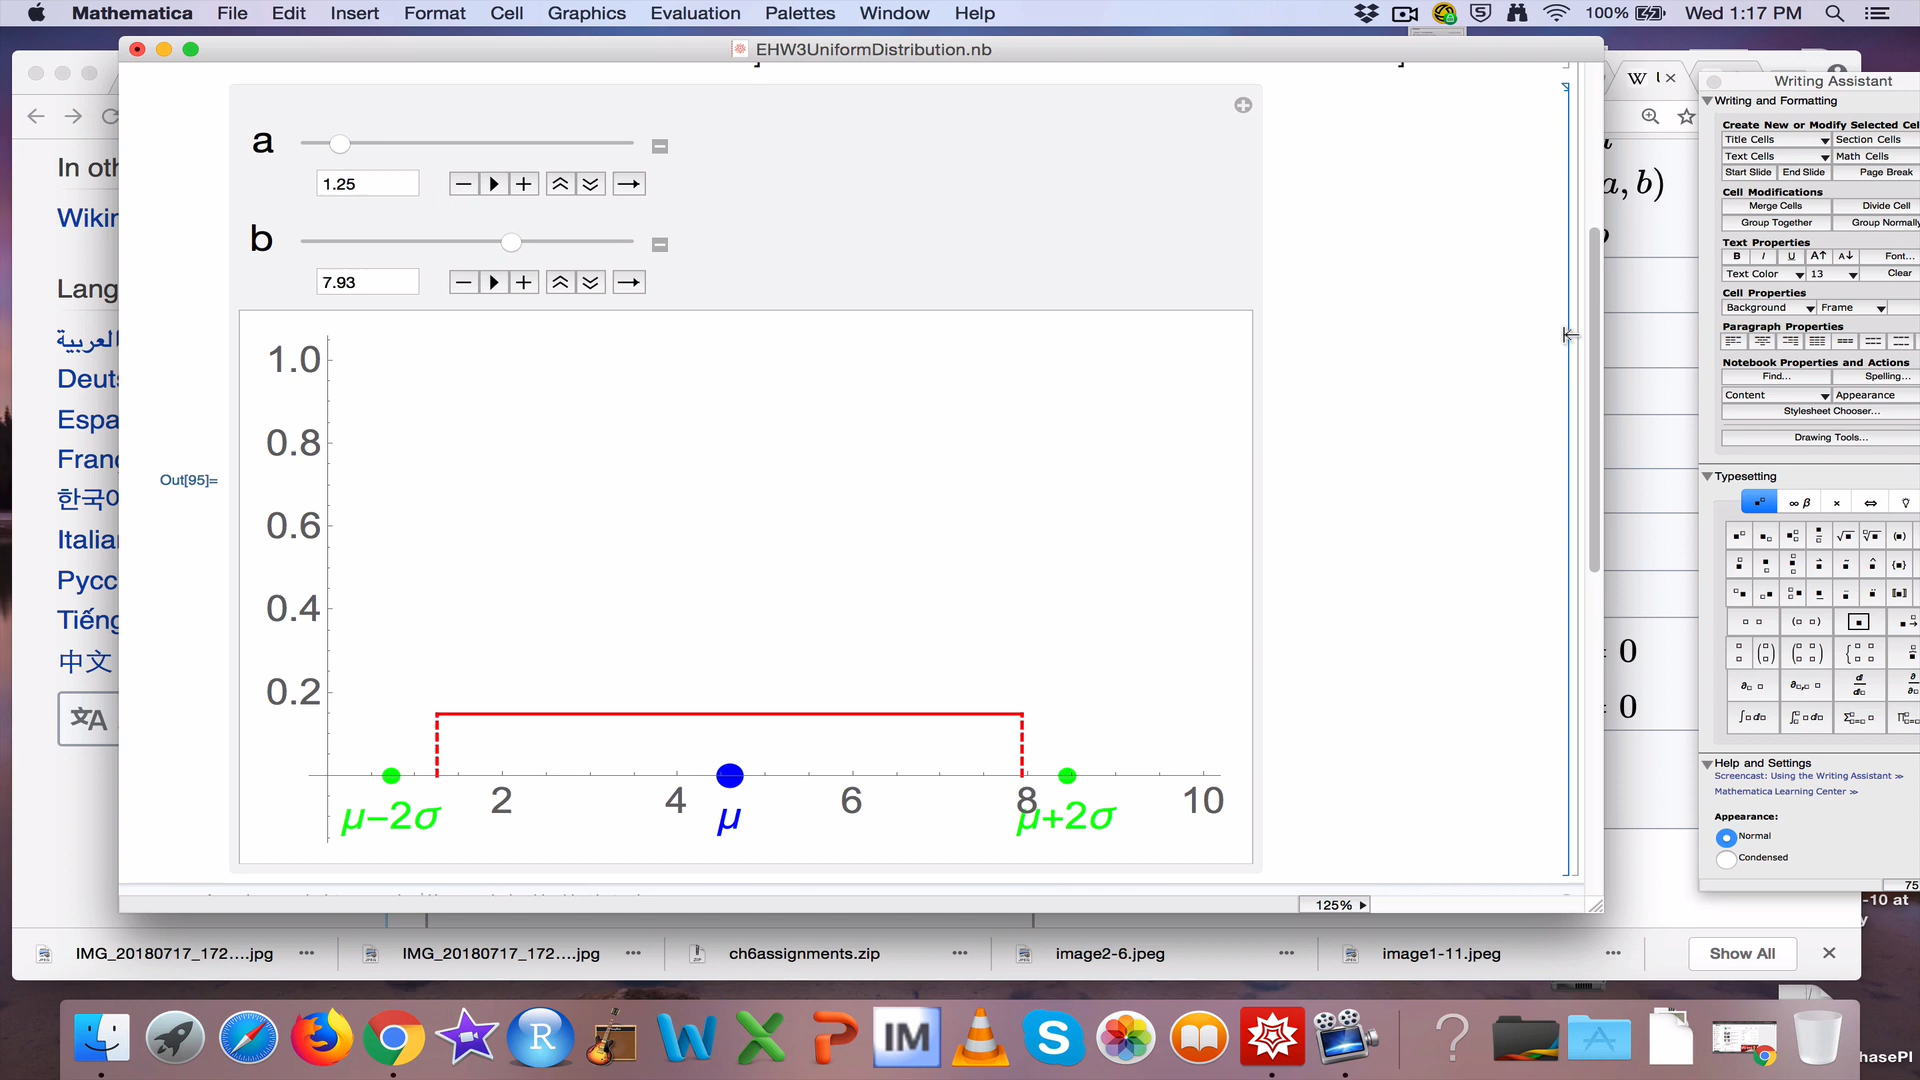 Mathematica File Edit Insert Format Cell Graphics Evaluation Palettes Window Help 100% Wed 1:17 PM
EHW3UniformDistribution.nb
a
1.25
b
7.93
Out[95]=
1.0
0.8
0.6
0.4
0.2
2 4 6 8 10
μ−2σ μ μ+2σ
125%
In oth
Wikin
Lang
العربية
Deuts
Espa
Franç
한국어
Italian
Русс
Tiếng
中文
W
a, b)
= 0
= 0
Writing Assistant
Writing and Formatting
Create New or Modify Selected Cel
Title Cells Section Cells
Text Cells Math Cells
Start Slide End Slide Page Break
Cell Modifications
Merge Cells Divide Cell
Group Together Group Normally
Text Properties
B I U A A Font...
Text Color 13 Clear
Cell Properties
Background Frame
Paragraph Properties
Notebook Properties and Actions
Find... Spelling...
Content Appearance
Stylesheet Chooser...
Drawing Tools...
Typesetting
∞ β
Help and Settings
Screencast: Using the Writing Assistant >>
Mathematica Learning Center >>
Appearance:
Normal
Condensed
75
-10 at
y
IMG_20180717_172....jpg
IMG_20180717_172....jpg
ch6assignments.zip
image2-6.jpeg
image1-11.jpeg
Show All
hasePI